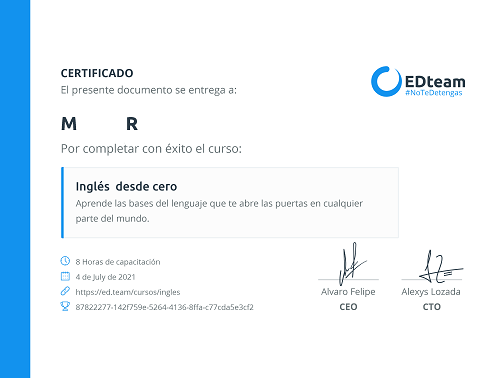 CERTIFICADO
El presente documento se entrega a:
EDteam
#NoTeDetengas
M R
Por completar con éxito el curso:
Inglés desde cero
Aprende las bases del lenguaje que te abre las puertas en cualquier
parte del mundo.
8 Horas de capacitación
4 de July de 2021
https://ed.team/cursos/ingles
87822277-142f759e-5264-4136-8ffa-c77cda5e3cf2
Alvaro Felipe
CEO
Alexys Lozada
CTO